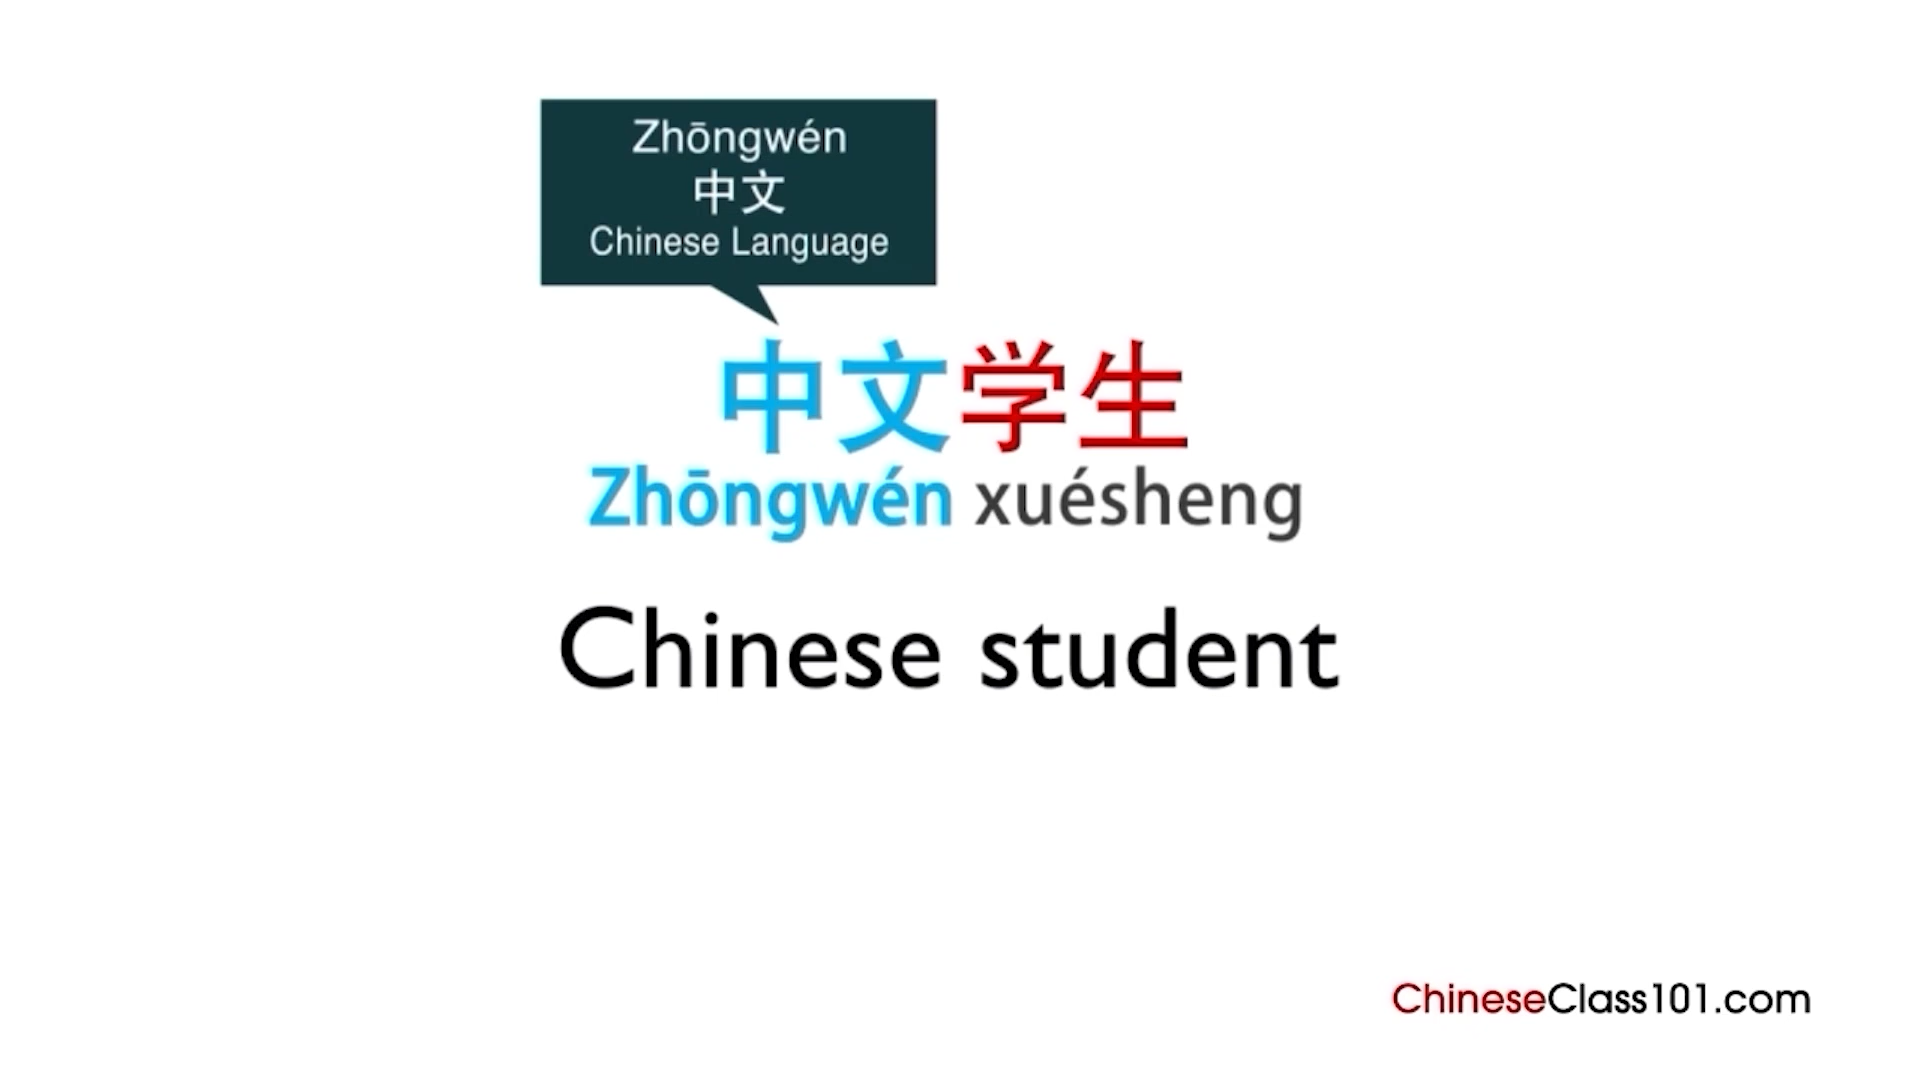 Zhōngwén
中文
Chinese Language
中文学生
Zhōngwén xuésheng
Chinese student
ChineseClass101.com